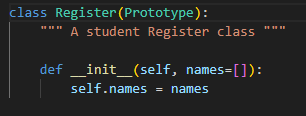 class Register(Prototype):
    """ A student Register class """
    def __init__(self, names=[]):
        self.names = names